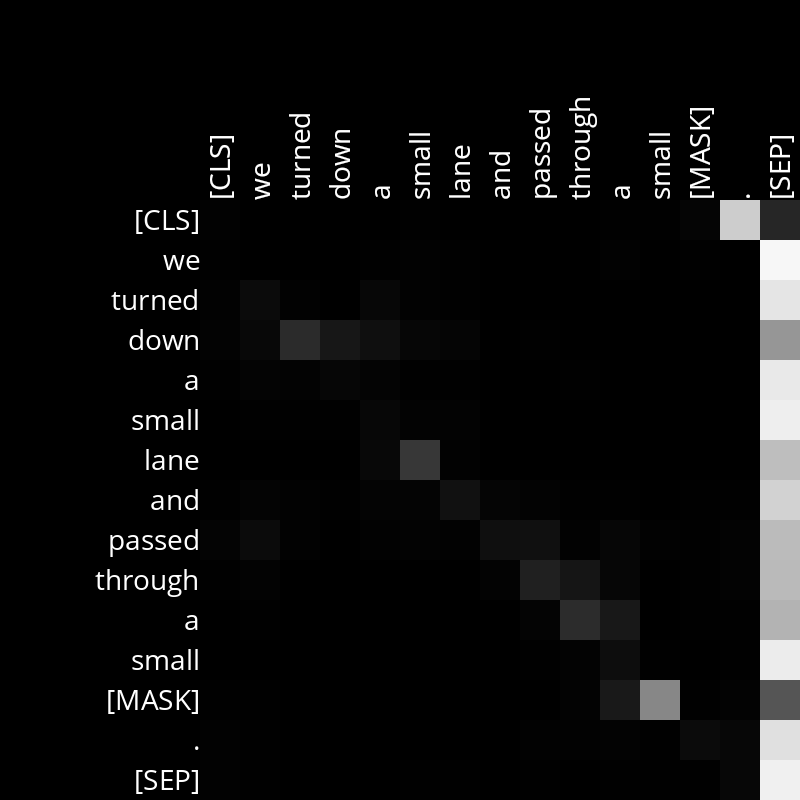 [CLS] we turned down a small lane and passed through a small [MASK] . [SEP]
[CLS]
we
turned
down
a
small
lane
and
passed
through
a
small
[MASK]
.
[SEP]